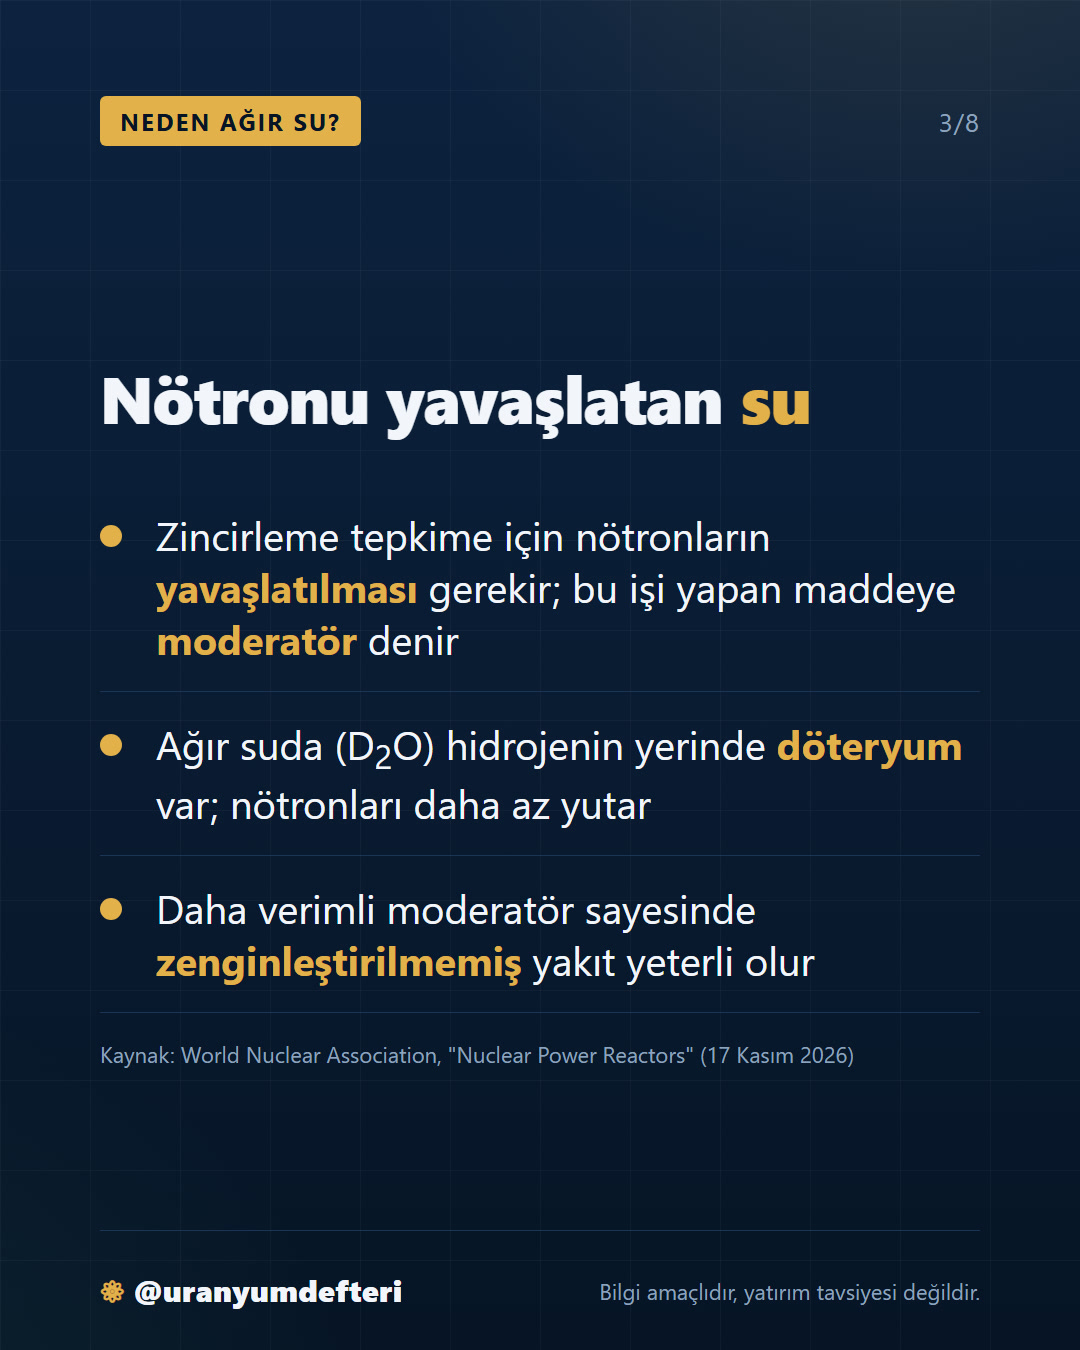 NEDEN AĞIR SU?
3/8
Nötronu yavaşlatan su
Zincirleme tepkime için nötronların
yavaşlatılması gerekir; bu işi yapan maddeye
moderatör denir
Ağır suda (D₂O) hidrojenin yerinde döteryum
var; nötronları daha az yutar
Daha verimli moderatör sayesinde
zenginleştirilmemiş yakıt yeterli olur
Kaynak: World Nuclear Association, "Nuclear Power Reactors" (17 Kasım 2026)
@uranyumdefteri
Bilgi amaçlıdır, yatırım tavsiyesi değildir.